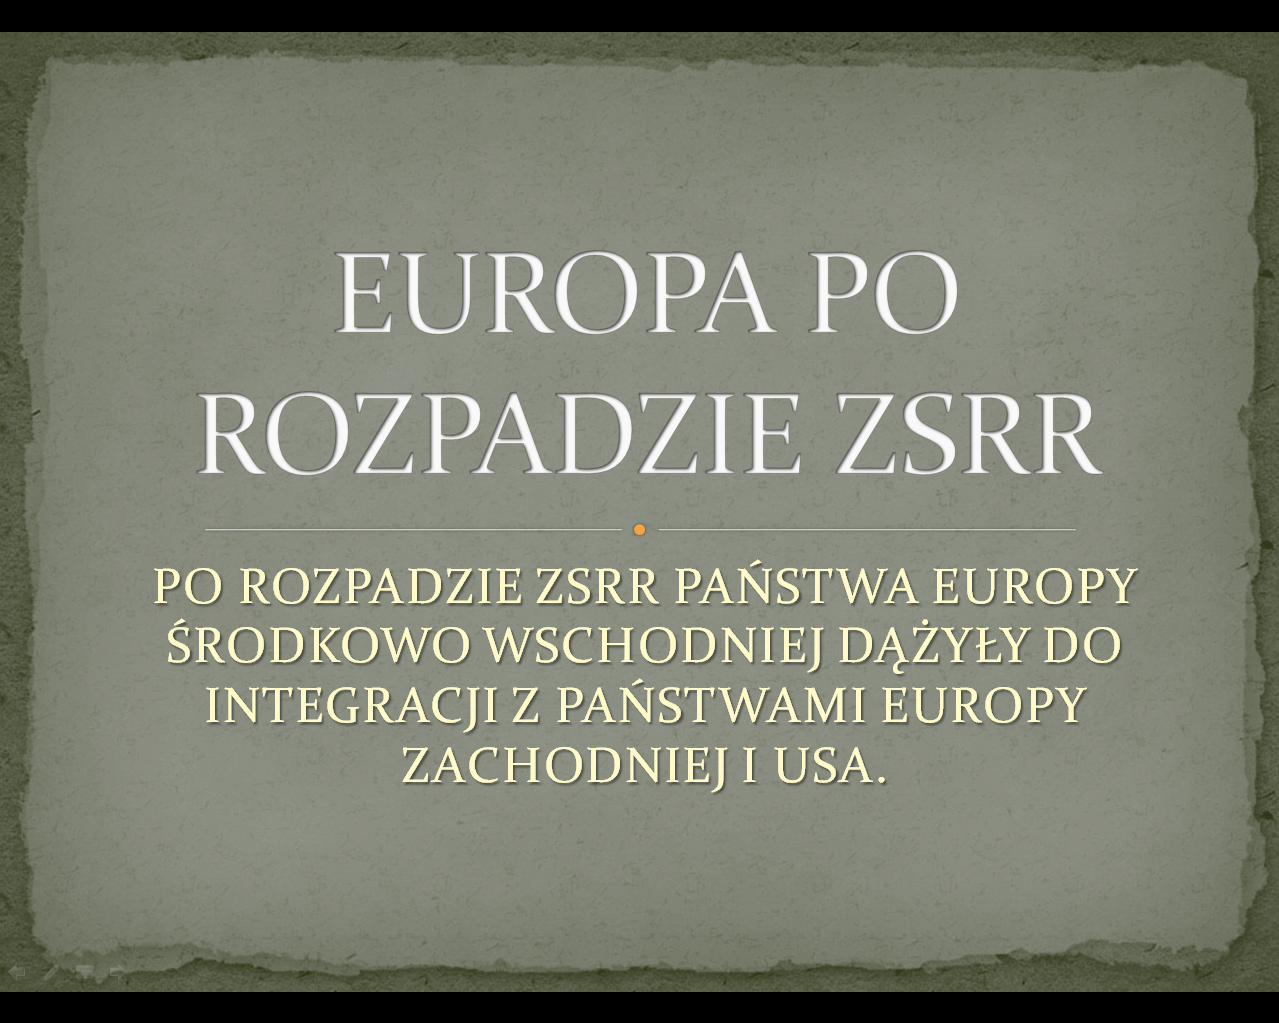 EUROPA PO
ROZPADZIE ZSRR
PO ROZPADZIE ZSRR PAŃSTWA EUROPY
ŚRODKOWO WSCHODNIEJ DĄŻYŁY DO
INTEGRACJI Z PAŃSTWAMI EUROPY
ZACHODNIEJ I USA.